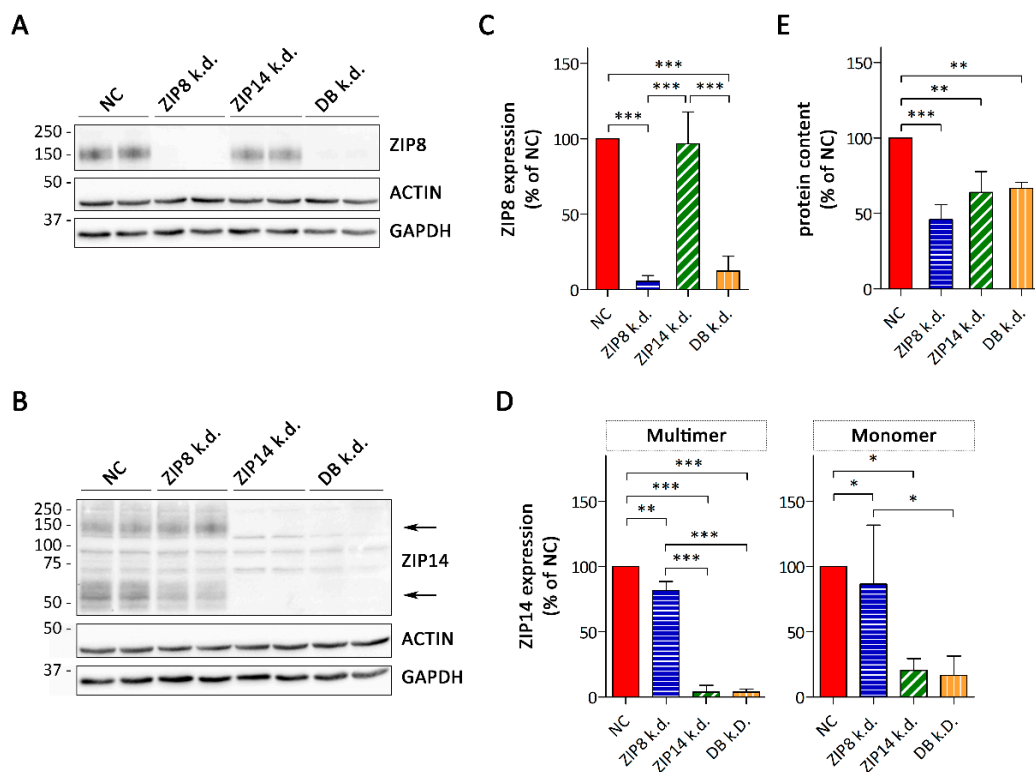 A
NC
ZIP8 k.d.
ZIP14 k.d.
DB k.d.
250 -
150 -
ZIP8
50 -
ACTIN
37 -
GAPDH
B
NC
ZIP8 k.d.
ZIP14 k.d.
DB k.d.
250 -
150 -
100 -
75 -
50 -
ZIP14
50 -
ACTIN
37 -
GAPDH
C
ZIP8 expression
(% of NC)
150
100
50
0
***
***
***
***
NC
ZIP8 k.d.
ZIP14 k.d.
DB k.d.
E
protein content
(% of NC)
150
100
50
0
**
**
***
NC
ZIP8 k.d.
ZIP14 k.d.
DB k.d.
D
ZIP14 expression
(% of NC)
Multimer
150
100
50
0
***
***
**
***
***
NC
ZIP8 k.d.
ZIP14 k.d.
DB k.D.
Monomer
150
100
50
0
*
*
*
NC
ZIP8 k.d.
ZIP14 k.d.
DB k.D.